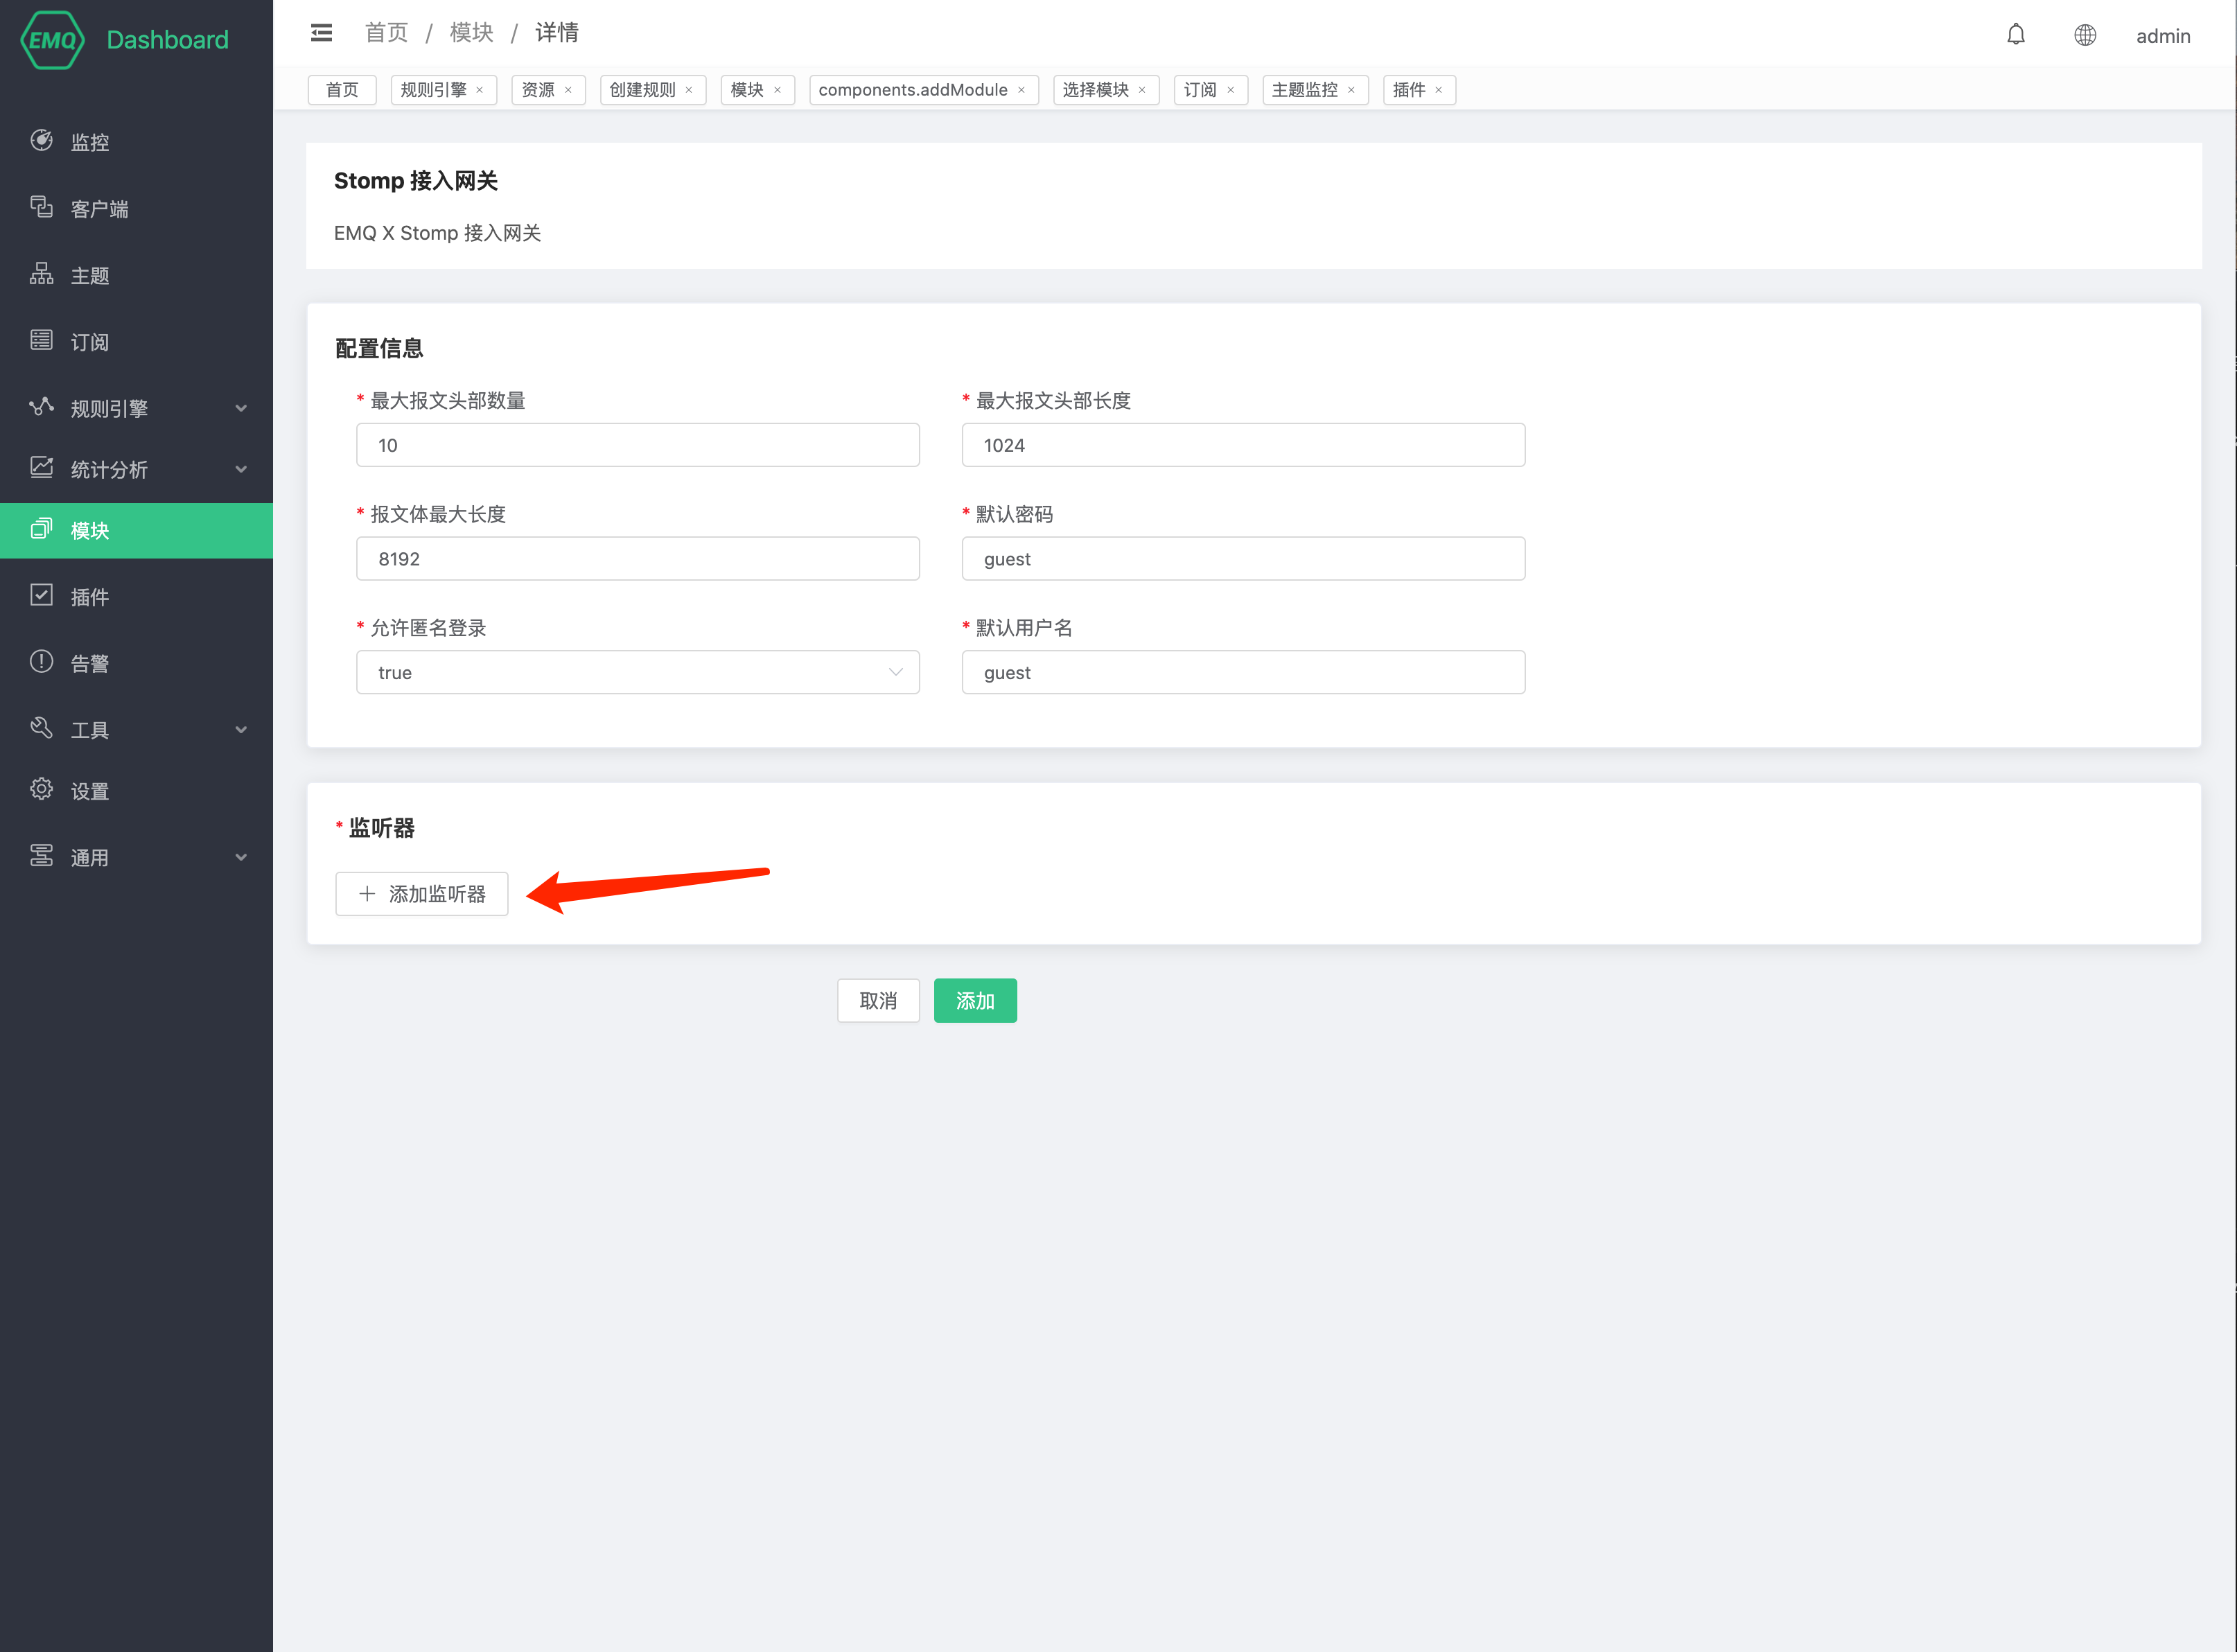 EMQ Dashboard
首页 / 模块 / 详情
admin
首页 规则引擎 × 资源 × 创建规则 × 模块 × components.addModule × 选择模块 × 订阅 × 主题监控 × 插件 ×
监控
客户端
主题
订阅
规则引擎
统计分析
模块
插件
告警
工具
设置
通用
Stomp 接入网关
EMQ X Stomp 接入网关
配置信息
* 最大报文头部数量 * 最大报文头部长度
10 1024
* 报文体最大长度 * 默认密码
8192 guest
* 允许匿名登录 * 默认用户名
true guest
* 监听器
+ 添加监听器
取消 添加